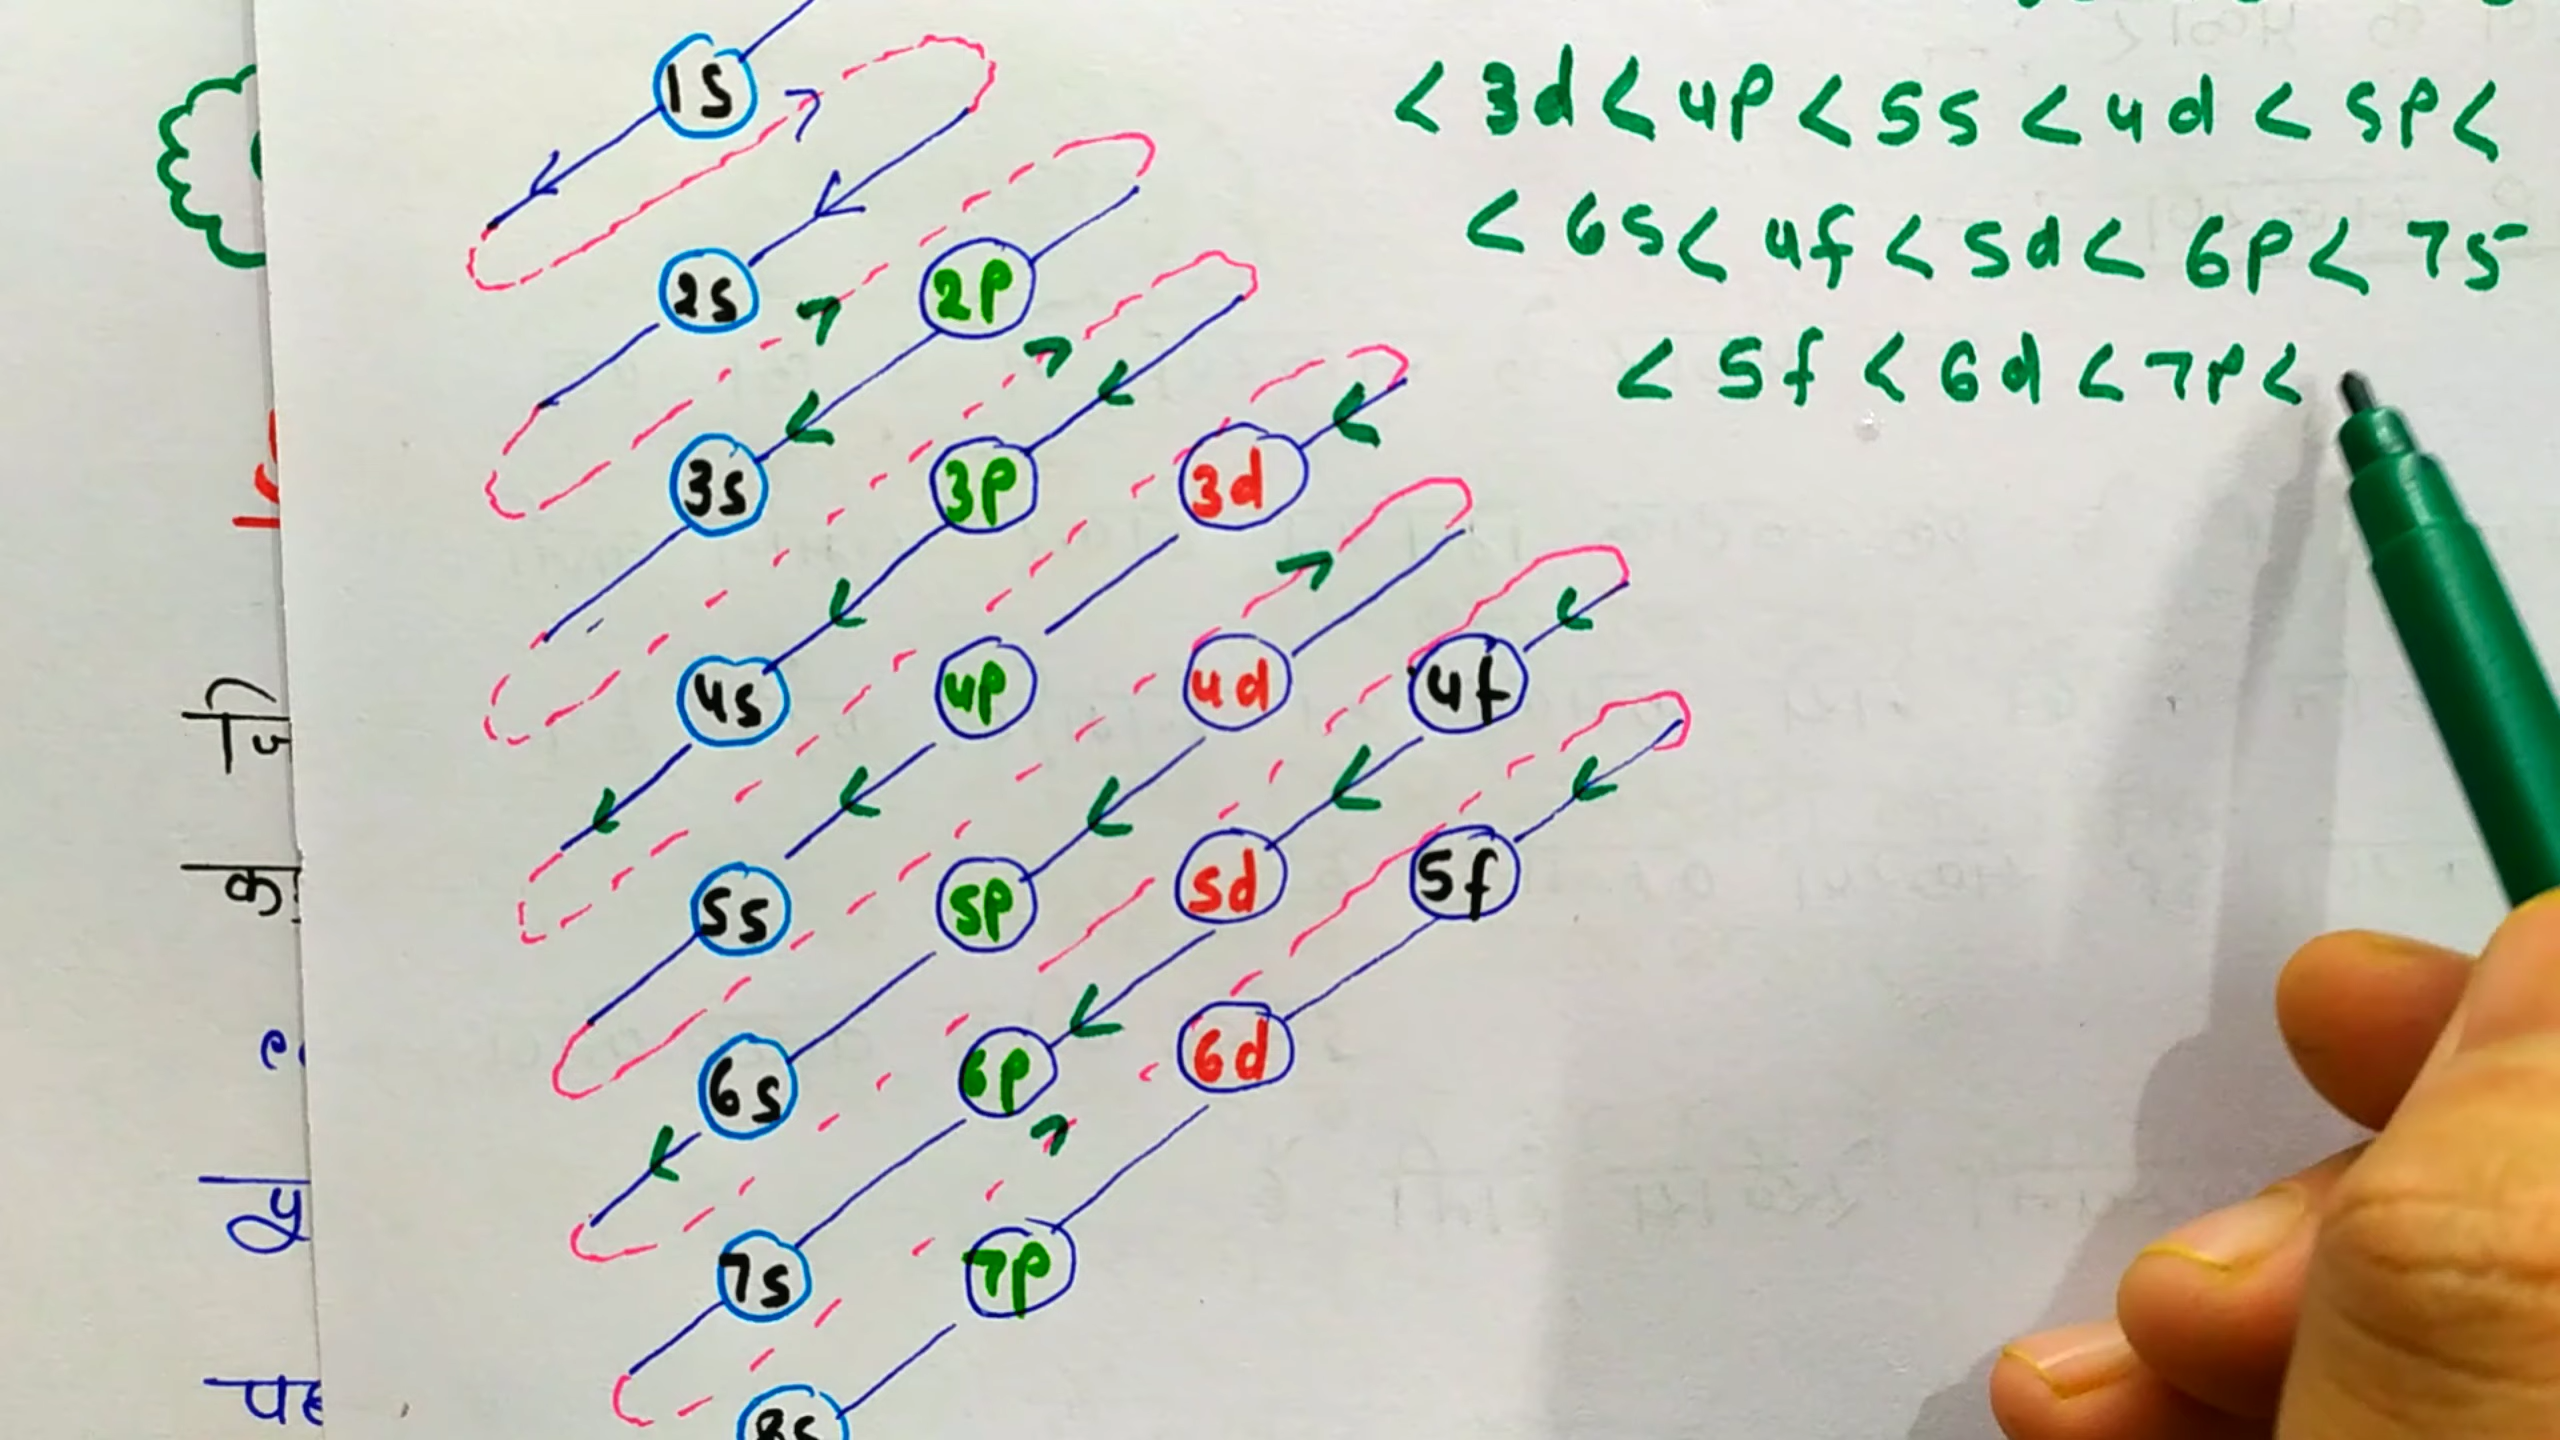 1s
2s 2p
3s 3p 3d
4s 4p 4d 4f
5s 5p 5d 5f
6s 6p 6d
7s 7p
8s
< 3d < 4p < 5s < 4d < 5p <
< 6s < 4f < 5d < 6p < 7s
< 5f < 6d < 7p <